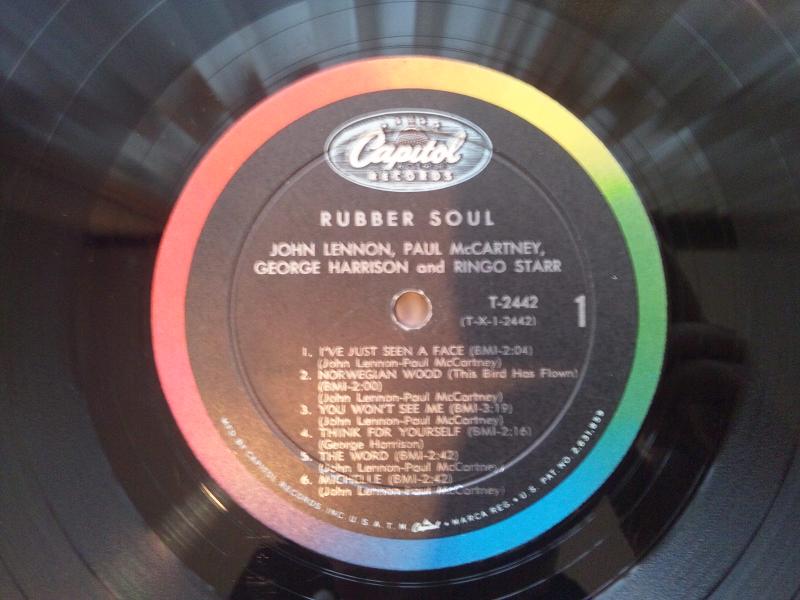 Capitol
RECORDS
RUBBER SOUL
JOHN LENNON, PAUL McCARTNEY,
GEORGE HARRISON and RINGO STARR
T-2442
(T-X-1-2442)
1
1. I'VE JUST SEEN A FACE (BMI-2:04)
(John Lennon-Paul McCartney)
2. NORWEGIAN WOOD (This Bird Has Flown)
(BMI-2:00)
(John Lennon-Paul McCartney)
3. YOU WON'T SEE ME (BMI-3:19)
(John Lennon-Paul McCartney)
4. THINK FOR YOURSELF (BMI-2:16)
(George Harrison)
5. THE WORD (BMI-2:42)
(John Lennon-Paul McCartney)
6. MICHELLE (BMI-2:42)
(John Lennon-Paul McCartney)
MFD. BY CAPITOL RECORDS, INC. U.S.A. T.M. Capitol • MARCA REG. • U.S. PAT. NO. 2,631,859